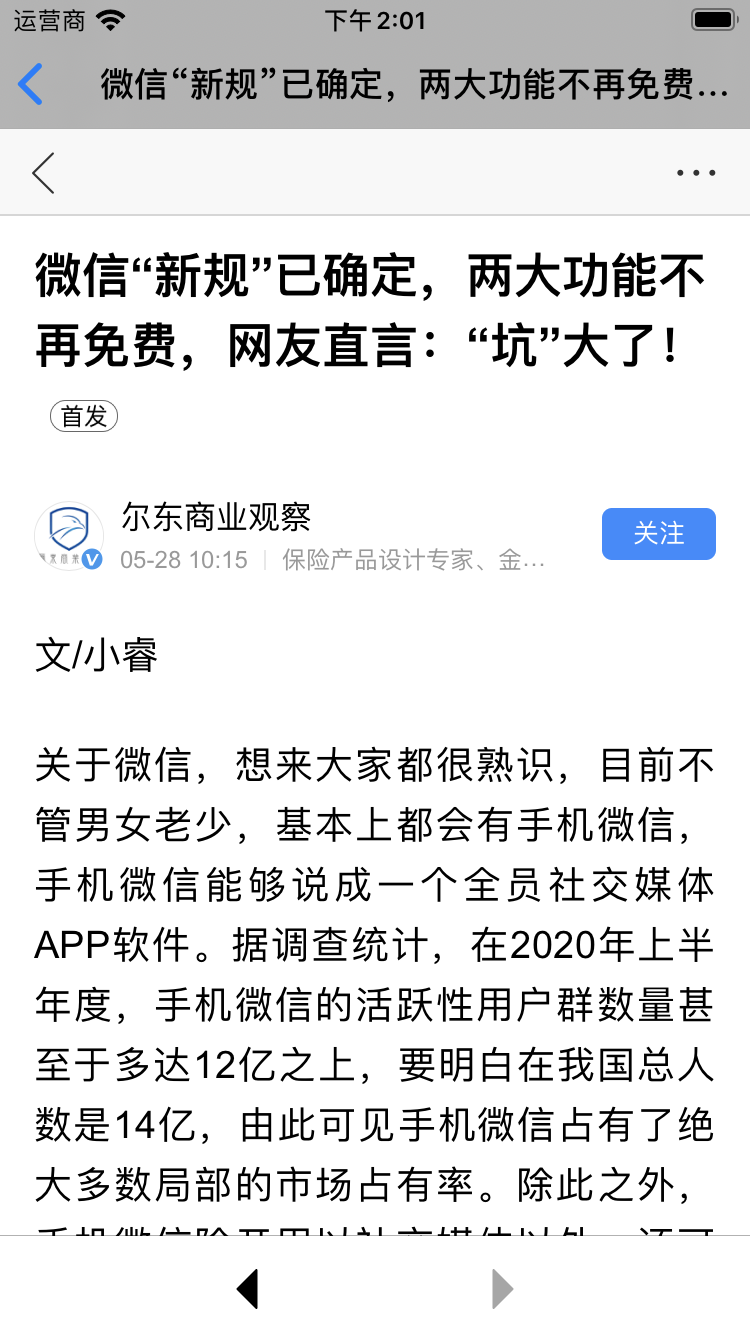 运营商
下午2:01
微信“新规”已确定，两大功能不再免费...
微信“新规”已确定，两大功能不
再免费，网友直言：“坑”大了！
首发
尔东商业观察
关注
05-28 10:15 保险产品设计专家、金...
文/小睿
关于微信，想来大家都很熟识，目前不
管男女老少，基本上都会有手机微信，
手机微信能够说成一个全员社交媒体
APP软件。据调查统计，在2020年上半
年度，手机微信的活跃性用户群数量甚
至于多达12亿之上，要明白在我国总人
数是14亿，由此可见手机微信占有了绝
大多数局部的市场占有率。除此之外，